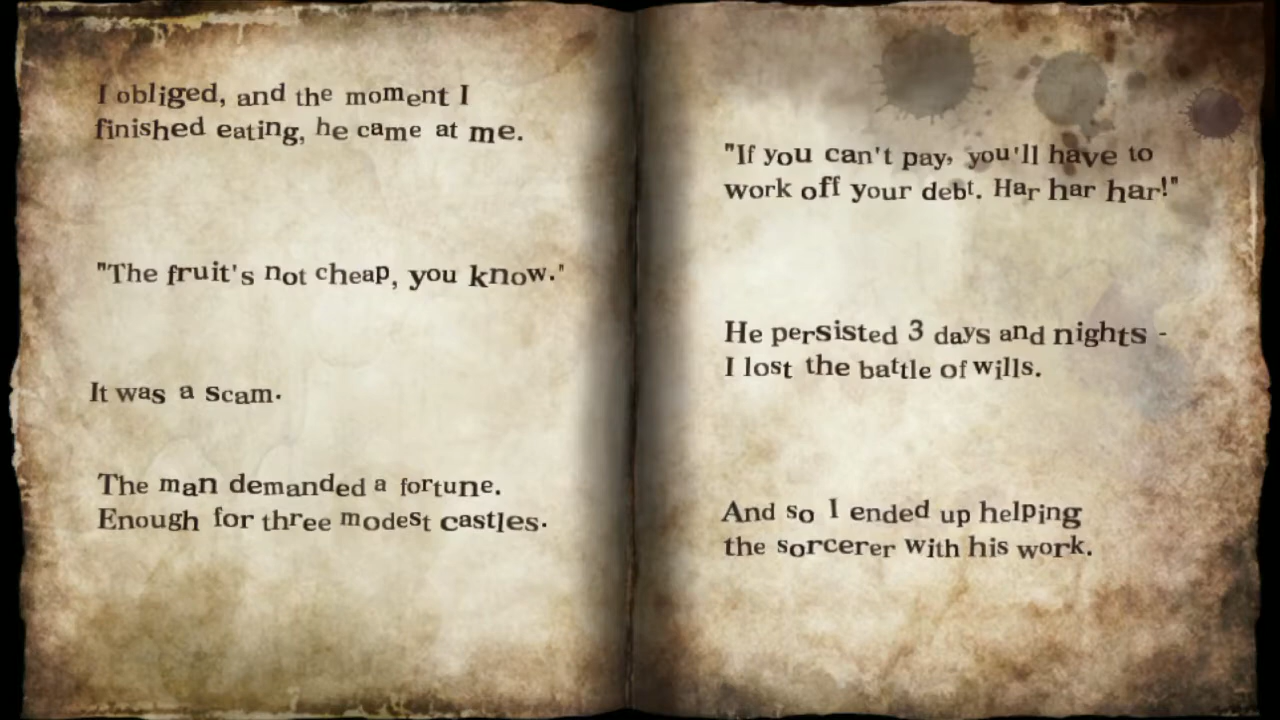 I obliged, and the moment I
finished eating, he came at me.
"The fruit's not cheap, you know."
It was a scam.
The man demanded a fortune.
Enough for three modest castles.
"If you can't pay, you'll have to
work off your debt. Har har har!"
He persisted 3 days and nights -
I lost the battle of wills.
And so I ended up helping
the sorcerer with his work.